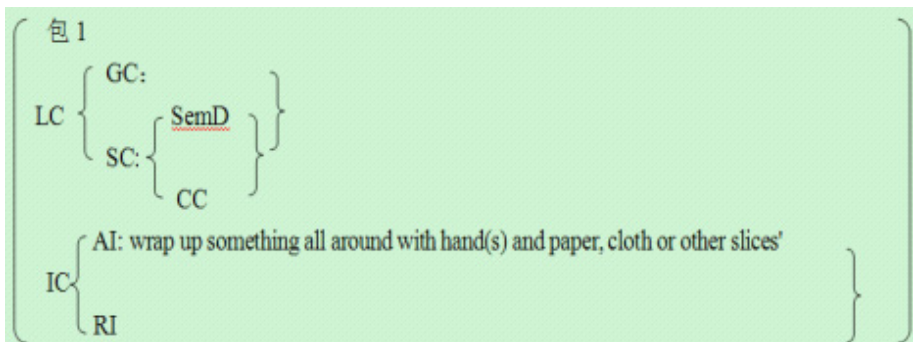 包 1
GC:
LC
SemD
SC:
CC
AI: wrap up something all around with hand(s) and paper, cloth or other slices'
IC
RI